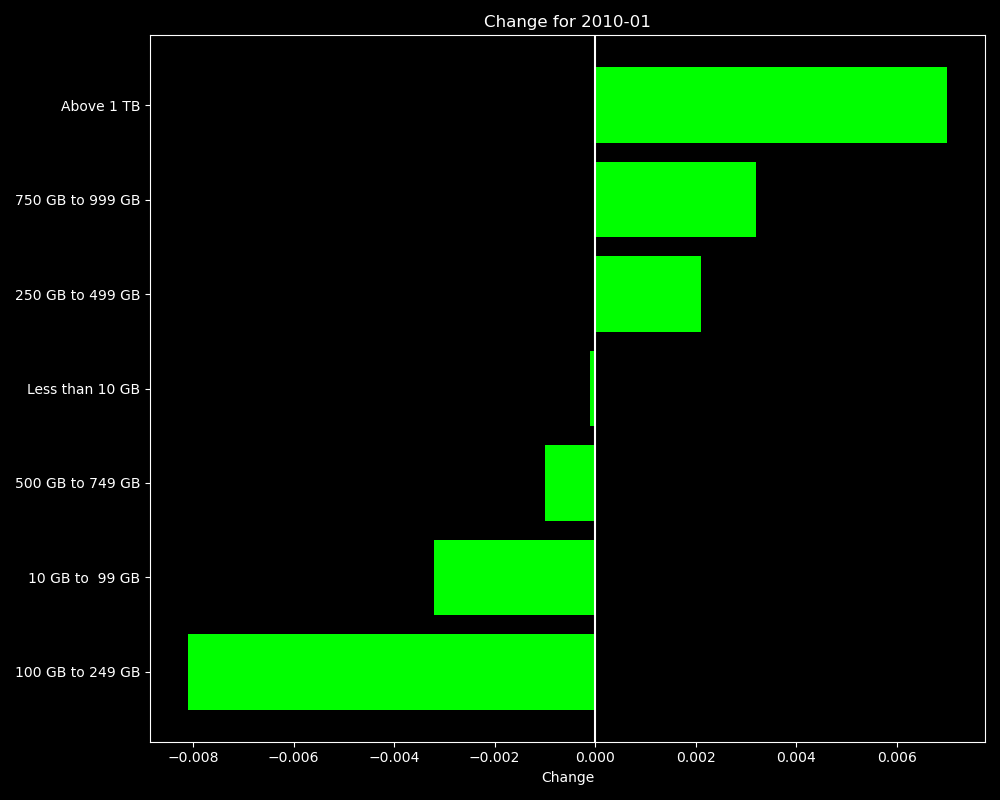 Change for 2010-01
Above 1 TB
750 GB to 999 GB
250 GB to 499 GB
Less than 10 GB
500 GB to 749 GB
10 GB to  99 GB
100 GB to 249 GB
−0.008 −0.006 −0.004 −0.002 0.000 0.002 0.004 0.006
Change